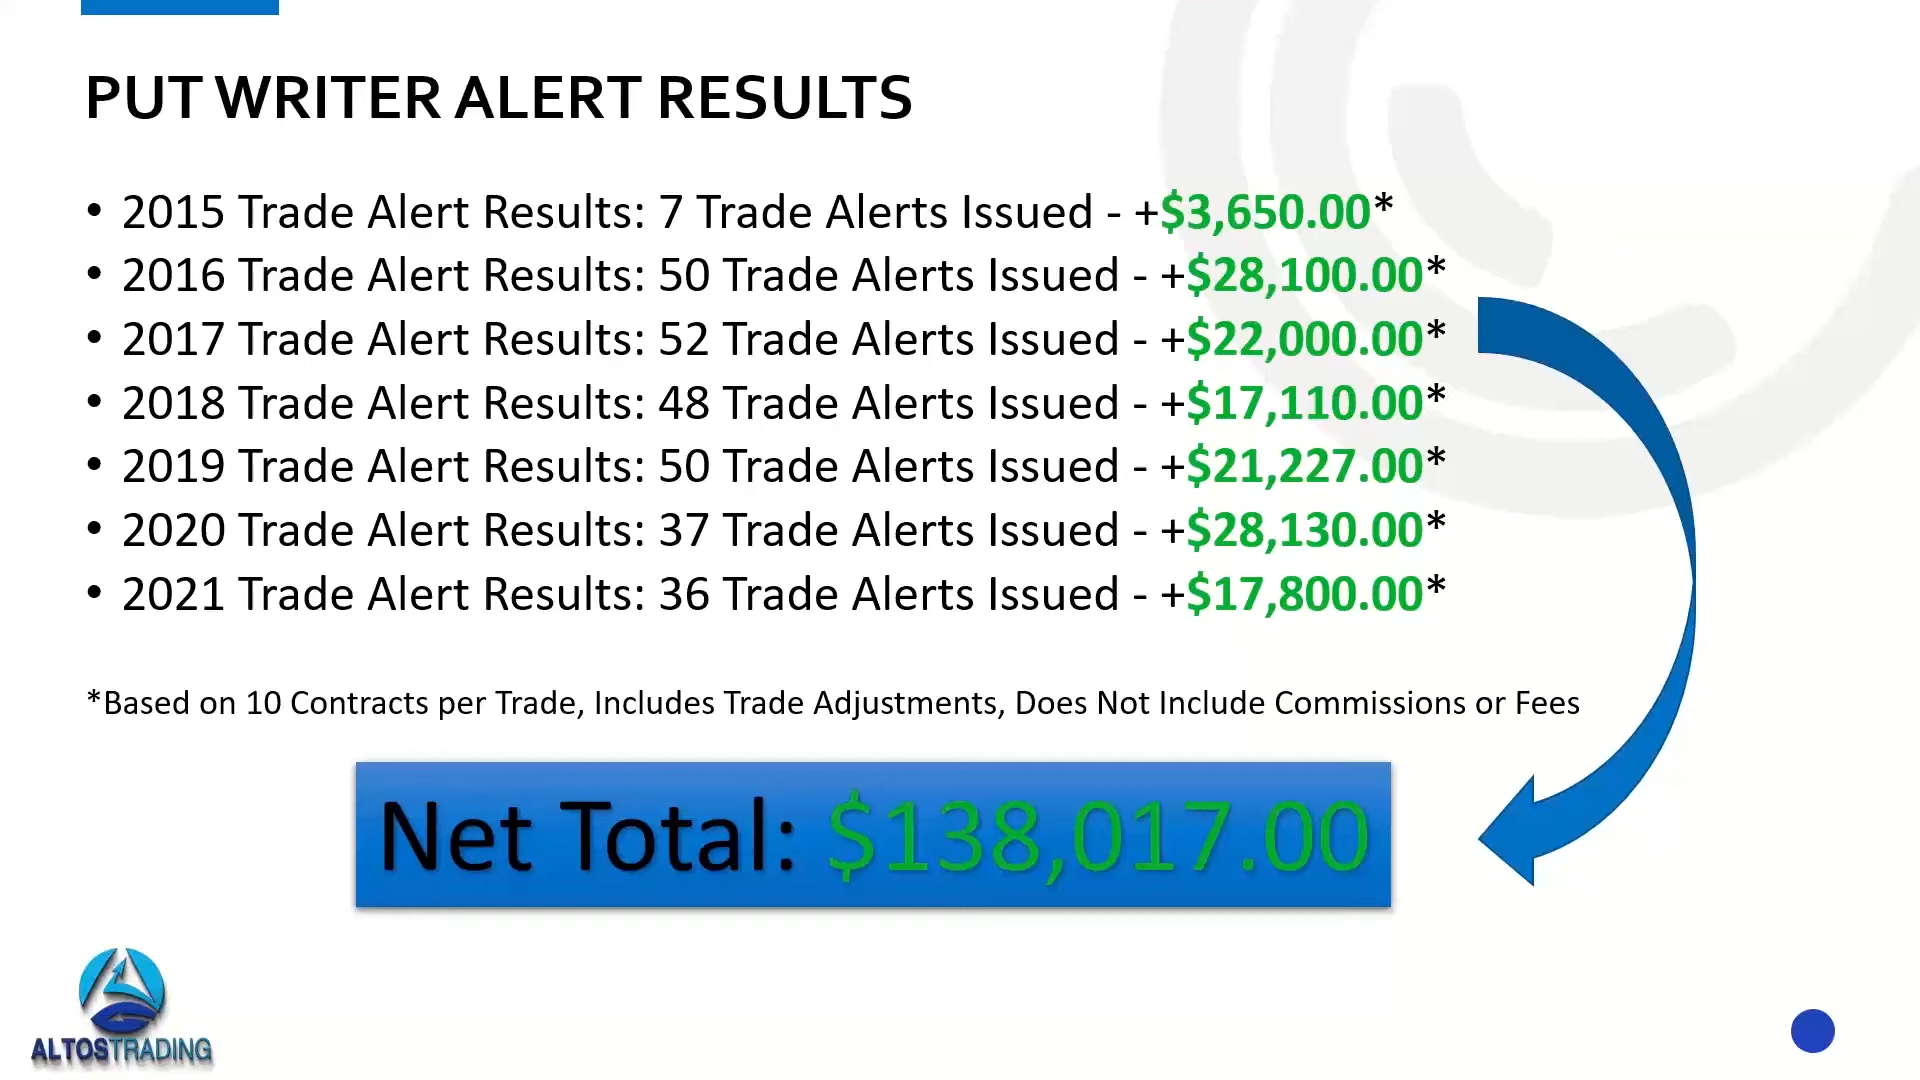 PUT WRITER ALERT RESULTS
• 2015 Trade Alert Results: 7 Trade Alerts Issued - +$3,650.00*
• 2016 Trade Alert Results: 50 Trade Alerts Issued - +$28,100.00*
• 2017 Trade Alert Results: 52 Trade Alerts Issued - +$22,000.00*
• 2018 Trade Alert Results: 48 Trade Alerts Issued - +$17,110.00*
• 2019 Trade Alert Results: 50 Trade Alerts Issued - +$21,227.00*
• 2020 Trade Alert Results: 37 Trade Alerts Issued - +$28,130.00*
• 2021 Trade Alert Results: 36 Trade Alerts Issued - +$17,800.00*
*Based on 10 Contracts per Trade, Includes Trade Adjustments, Does Not Include Commissions or Fees
Net Total: $138,017.00
ALTOSTRADING